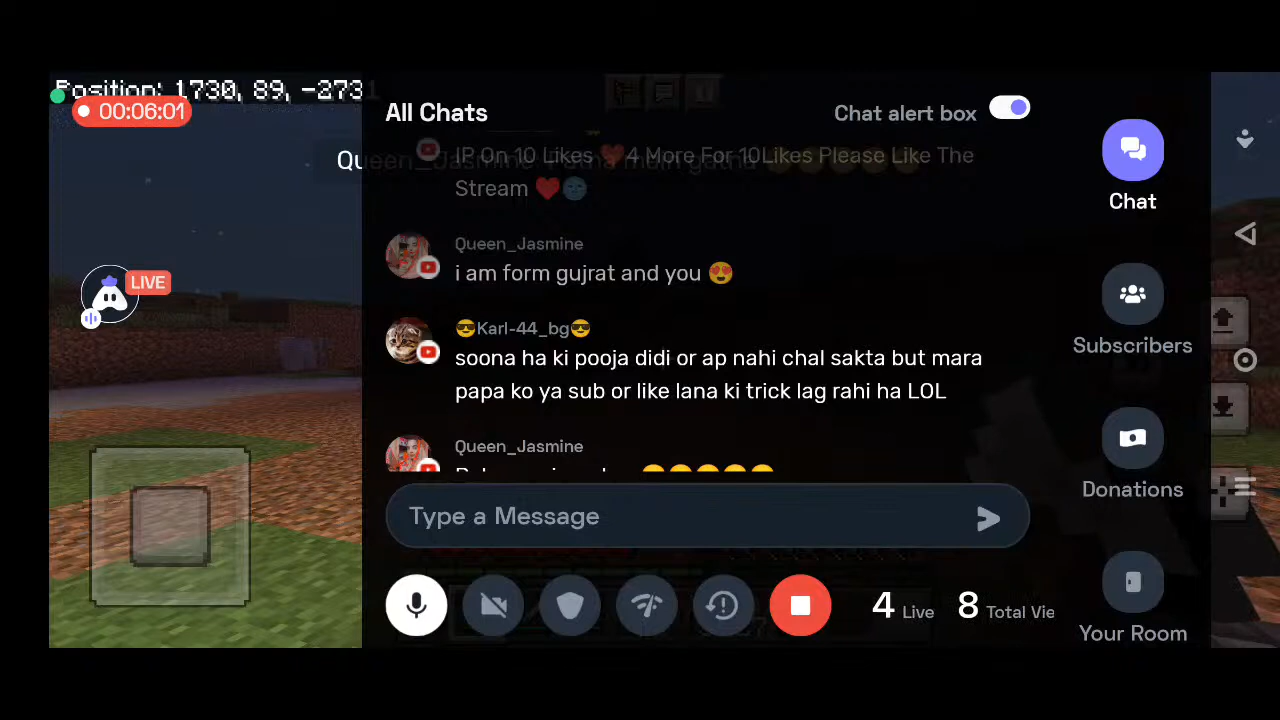 Position: 1730, 89, -2731
00:06:01
All Chats
Chat alert box
IP On 10 Likes ❤️4 More For 10Likes Please Like The
Stream ❤️🌚
Queen_Jasmine
i am form gujrat and you 😍
LIVE
😎Karl-44_bg😎
soona ha ki pooja didi or ap nahi chal sakta but mara
papa ko ya sub or like lana ki trick lag rahi ha LOL
Queen_Jasmine
Type a Message
4 Live 8 Total Vie
Chat
Subscribers
Donations
Your Room